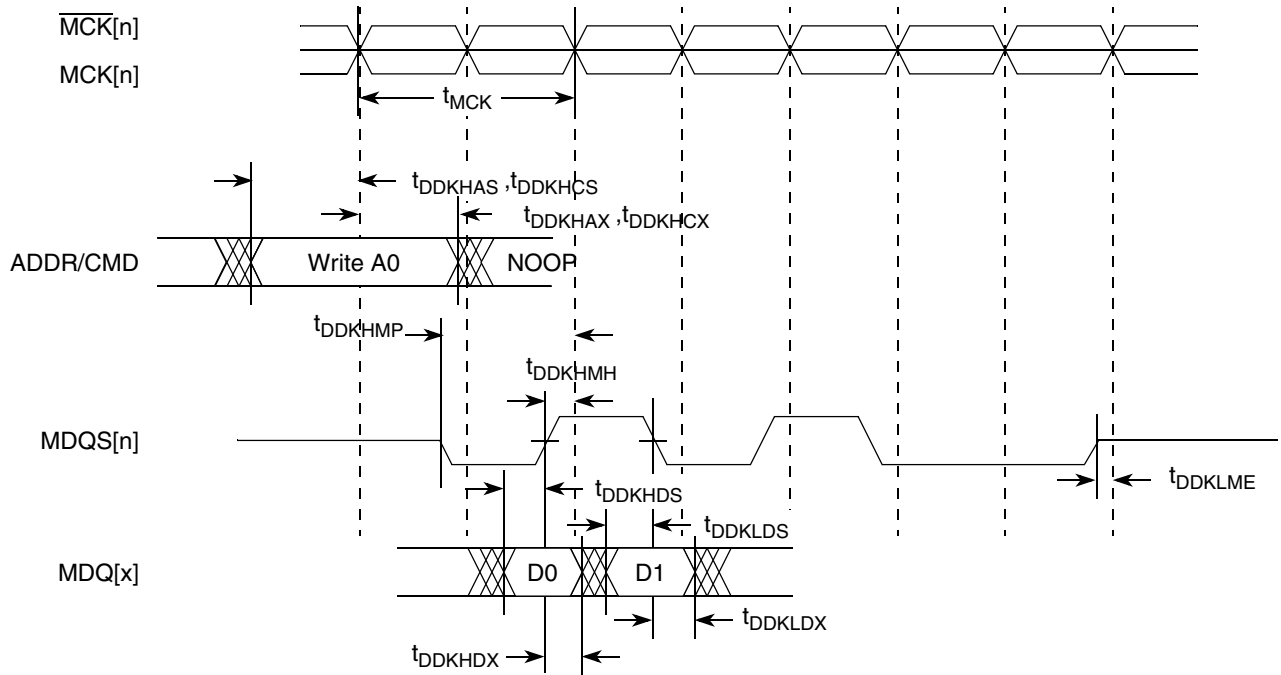 MCK[n]
MCK[n]
tMCK
tDDKHAS ,tDDKHCS
tDDKHAX ,tDDKHCX
ADDR/CMD
Write A0
NOOP
tDDKHMP
tDDKHMH
MDQS[n]
tDDKHDS
tDDKLME
tDDKLDS
MDQ[x]
D0
D1
tDDKLDX
tDDKHDX